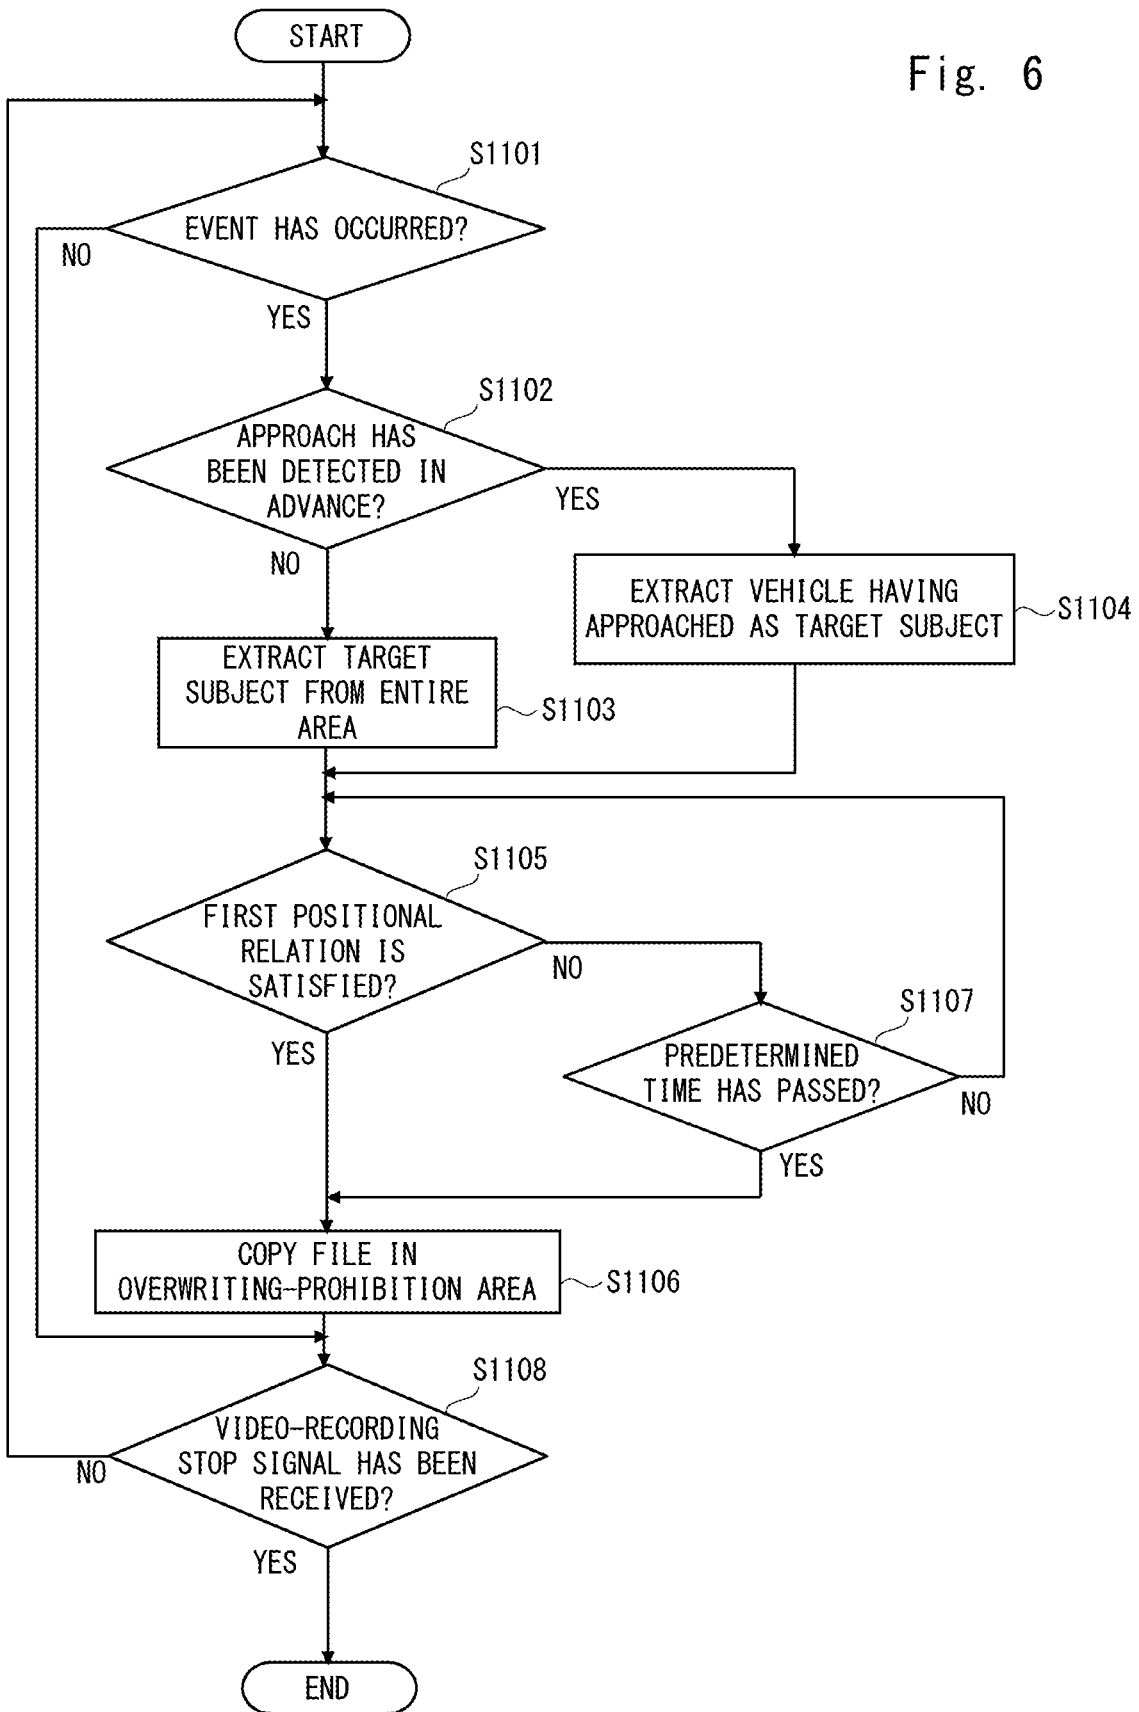 START
Fig. 6
S1101
EVENT HAS OCCURRED?
NO
YES
S1102
APPROACH HAS
BEEN DETECTED IN
ADVANCE?
YES
NO
EXTRACT VEHICLE HAVING
APPROACHED AS TARGET SUBJECT
S1104
EXTRACT TARGET
SUBJECT FROM ENTIRE
AREA
S1103
S1105
FIRST POSITIONAL
RELATION IS
SATISFIED?
NO
YES
S1107
PREDETERMINED
TIME HAS PASSED?
NO
YES
COPY FILE IN
OVERWRITING-PROHIBITION AREA
S1106
S1108
VIDEO-RECORDING
STOP SIGNAL HAS BEEN
RECEIVED?
NO
YES
END